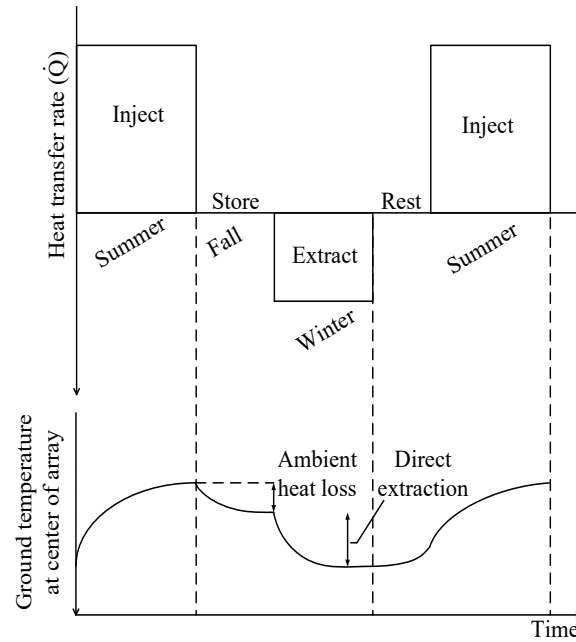 Heat transfer rate (Q̇)
Inject
Inject
Store
Rest
Summer
Fall
Extract
Summer
Winter
Ground temperature
at center of array
Ambient
heat loss
Direct
extraction
Time